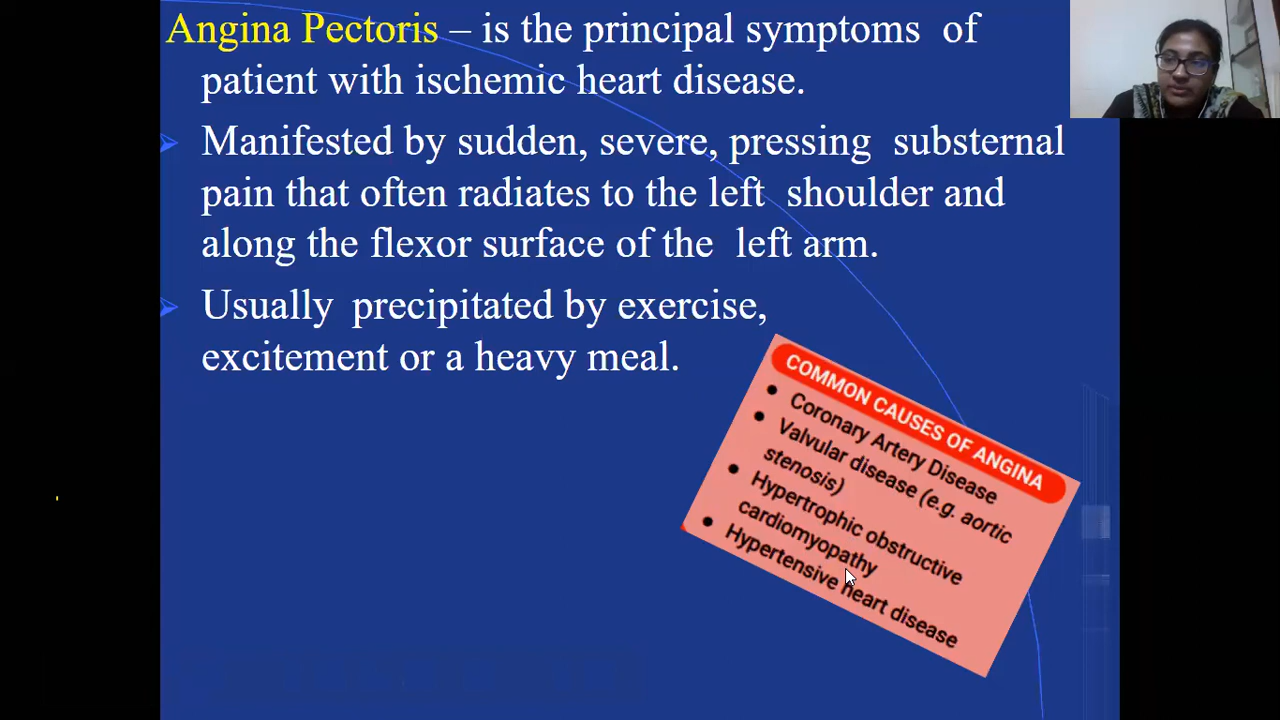 Angina Pectoris – is the principal symptoms of
patient with ischemic heart disease.
Manifested by sudden, severe, pressing substernal
pain that often radiates to the left shoulder and
along the flexor surface of the left arm.
Usually precipitated by exercise,
excitement or a heavy meal.
COMMON CAUSES OF ANGINA
Coronary Artery Disease
Valvular disease (e.g. aortic
stenosis)
Hypertrophic obstructive
cardiomyopathy
Hypertensive heart disease